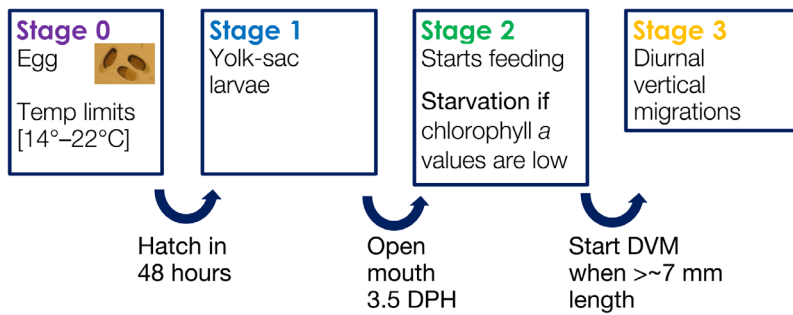 Stage 0
Egg
Temp limits
[14°–22°C]
Stage 1
Yolk-sac
larvae
Stage 2
Starts feeding
Starvation if
chlorophyll a
values are low
Stage 3
Diurnal
vertical
migrations
Hatch in
48 hours
Open
mouth
3.5 DPH
Start DVM
when >~7 mm
length